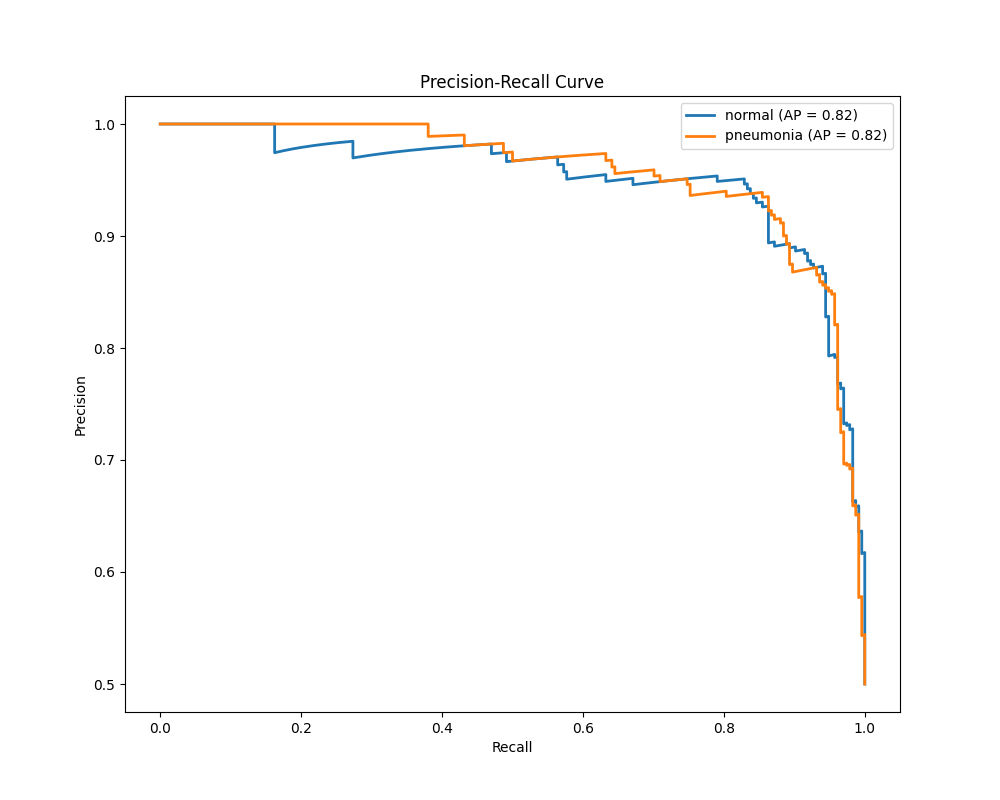 Precision-Recall Curve
normal (AP = 0.82)
pneumonia (AP = 0.82)
Precision
1.0
0.9
0.8
0.7
0.6
0.5
0.0 0.2 0.4 0.6 0.8 1.0
Recall